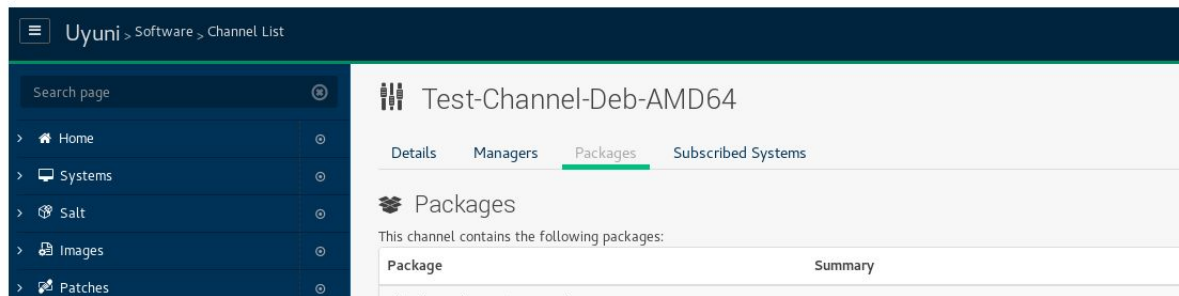 Uyuni > Software > Channel List
Search page
Home
Systems
Salt
Images
Patches
Test-Channel-Deb-AMD64
Details Managers Packages Subscribed Systems
Packages
This channel contains the following packages:
Package Summary